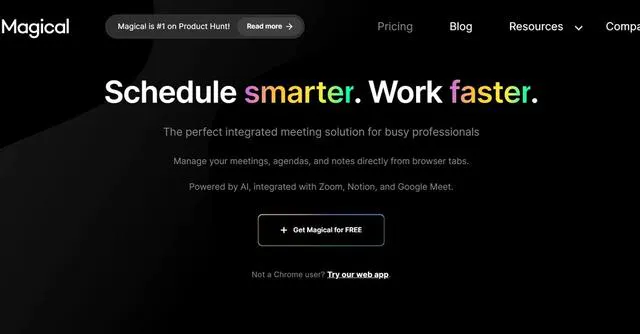 Magical
Magical is #1 on Product Hunt! Read more →
Pricing Blog Resources Compa
Schedule smarter. Work faster.
The perfect integrated meeting solution for busy professionals
Manage your meetings, agendas, and notes directly from browser tabs.
Powered by AI, integrated with Zoom, Notion, and Google Meet.
+ Get Magical for FREE
Not a Chrome user? Try our web app.